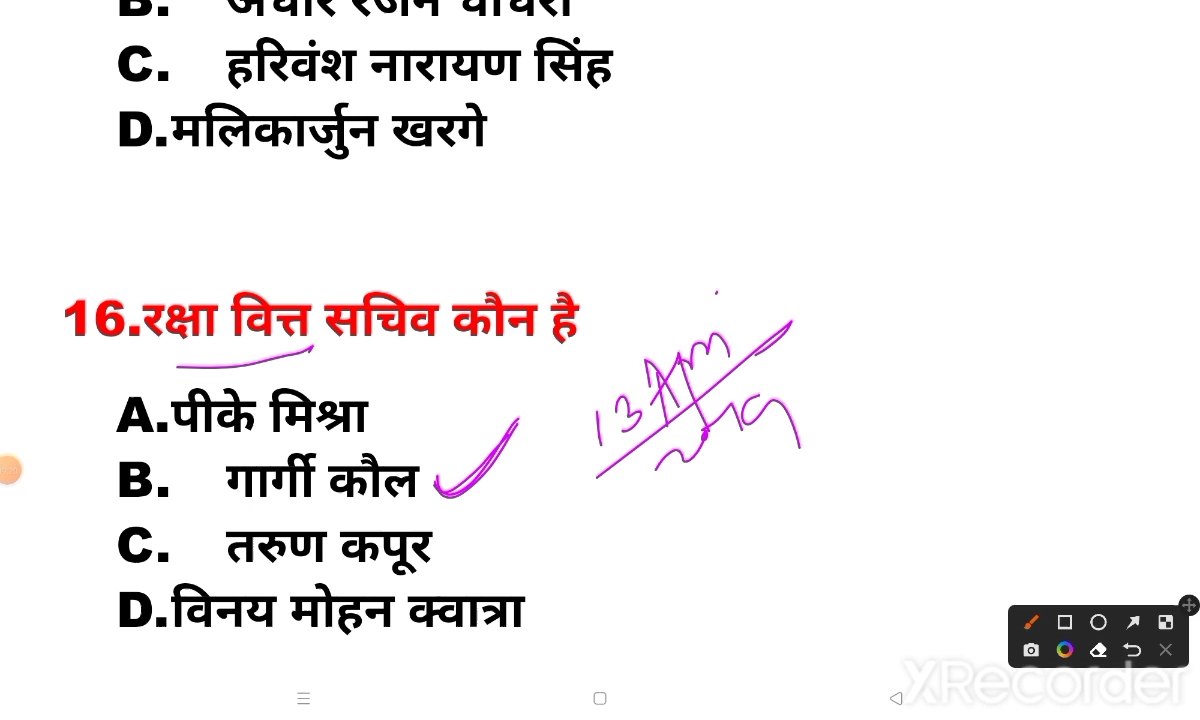 C. हरिवंश नारायण सिंह
D.मलिकार्जुन खरगे
16.रक्षा वित्त सचिव कौन है
A.पीके मिश्रा
B. गार्गी कौल
C. तरुण कपूर
D.विनय मोहन क्वात्रा
XRecorder